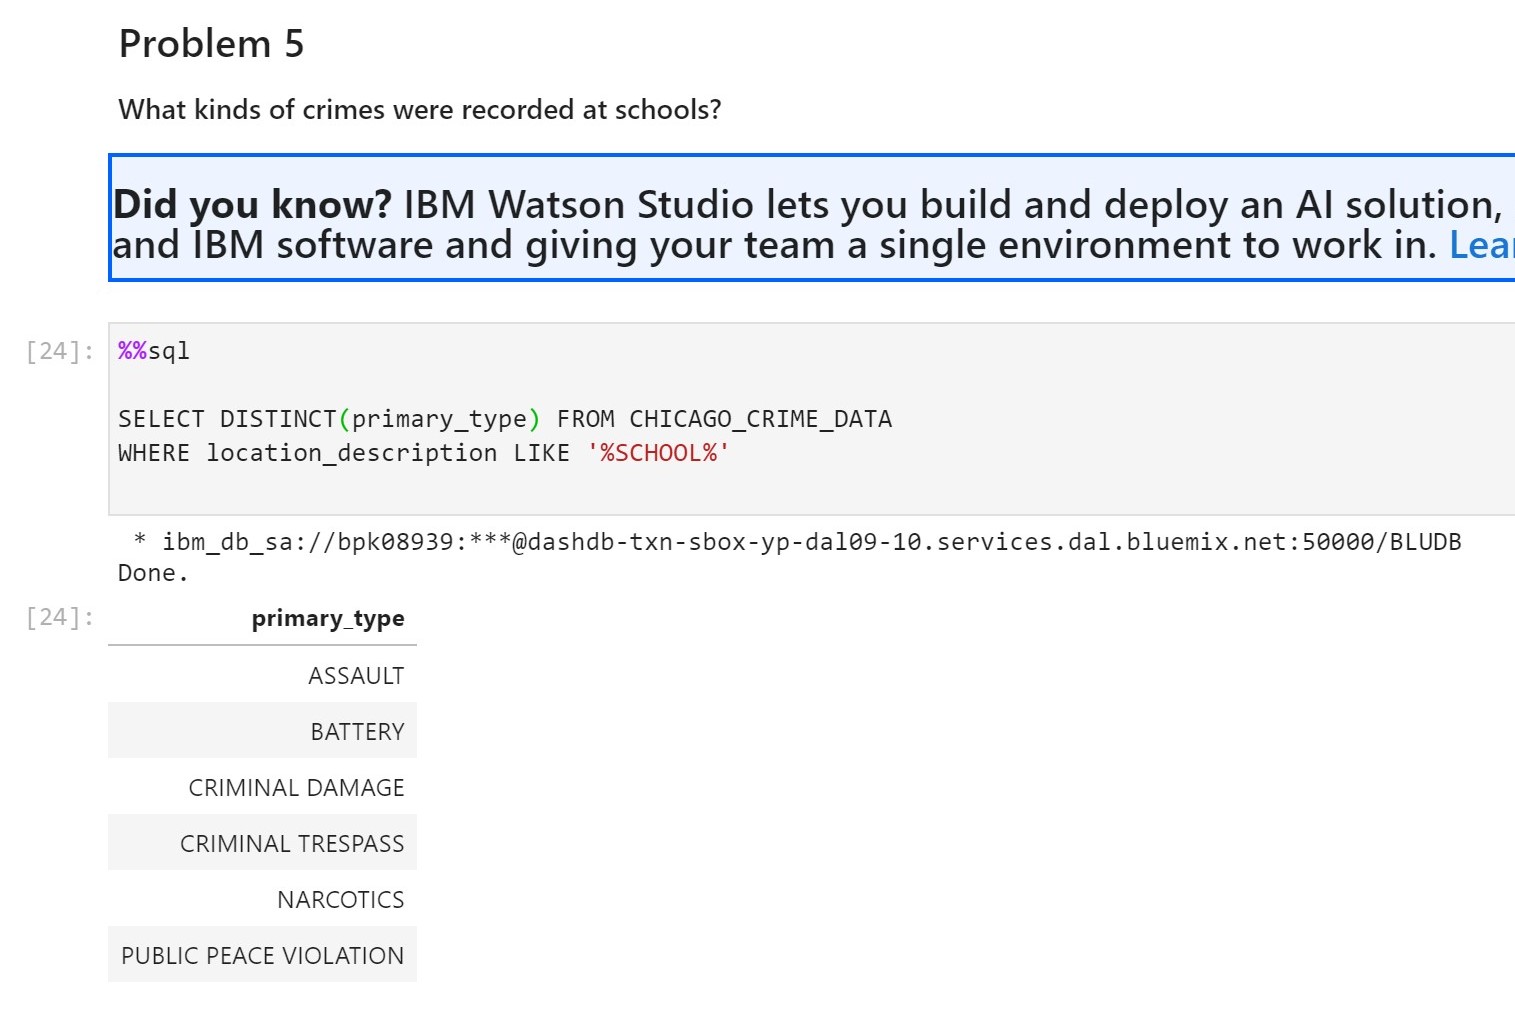 Problem 5
What kinds of crimes were recorded at schools?
Did you know? IBM Watson Studio lets you build and deploy an AI solution,
and IBM software and giving your team a single environment to work in.
[24]: %%sql
SELECT DISTINCT(primary_type) FROM CHICAGO_CRIME_DATA
WHERE location_description LIKE '%SCHOOL%'
* ibm_db_sa://bpk08939:***@dashdb-txn-sbox-yp-dal09-10.services.dal.bluemix.net:50000/BLUDB
Done.
[24]: primary_type
ASSAULT
BATTERY
CRIMINAL DAMAGE
CRIMINAL TRESPASS
NARCOTICS
PUBLIC PEACE VIOLATION